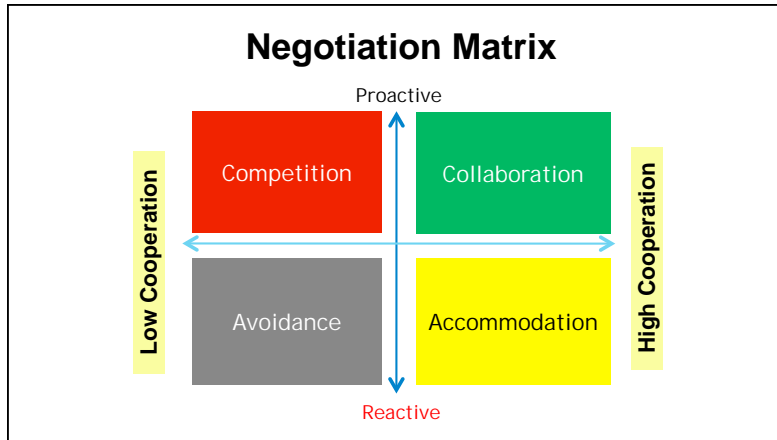 Negotiation Matrix
Proactive
Competition
Collaboration
Low Cooperation
High Cooperation
Avoidance
Accommodation
Reactive